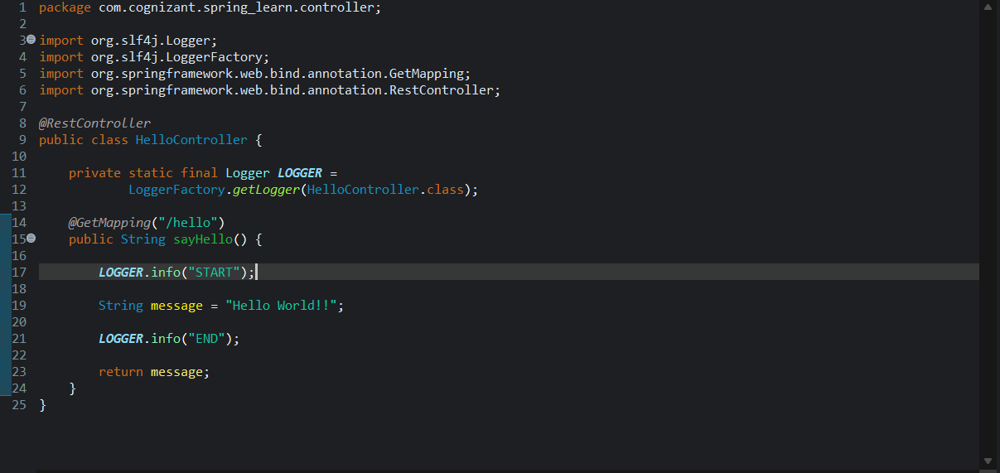 1 package com.cognizant.spring_learn.controller;
2
3 import org.slf4j.Logger;
4 import org.slf4j.LoggerFactory;
5 import org.springframework.web.bind.annotation.GetMapping;
6 import org.springframework.web.bind.annotation.RestController;
7
8 @RestController
9 public class HelloController {
10
11     private static final Logger LOGGER =
12             LoggerFactory.getLogger(HelloController.class);
13
14     @GetMapping("/hello")
15     public String sayHello() {
16
17         LOGGER.info("START");
18
19         String message = "Hello World!!";
20
21         LOGGER.info("END");
22
23         return message;
24     }
25 }